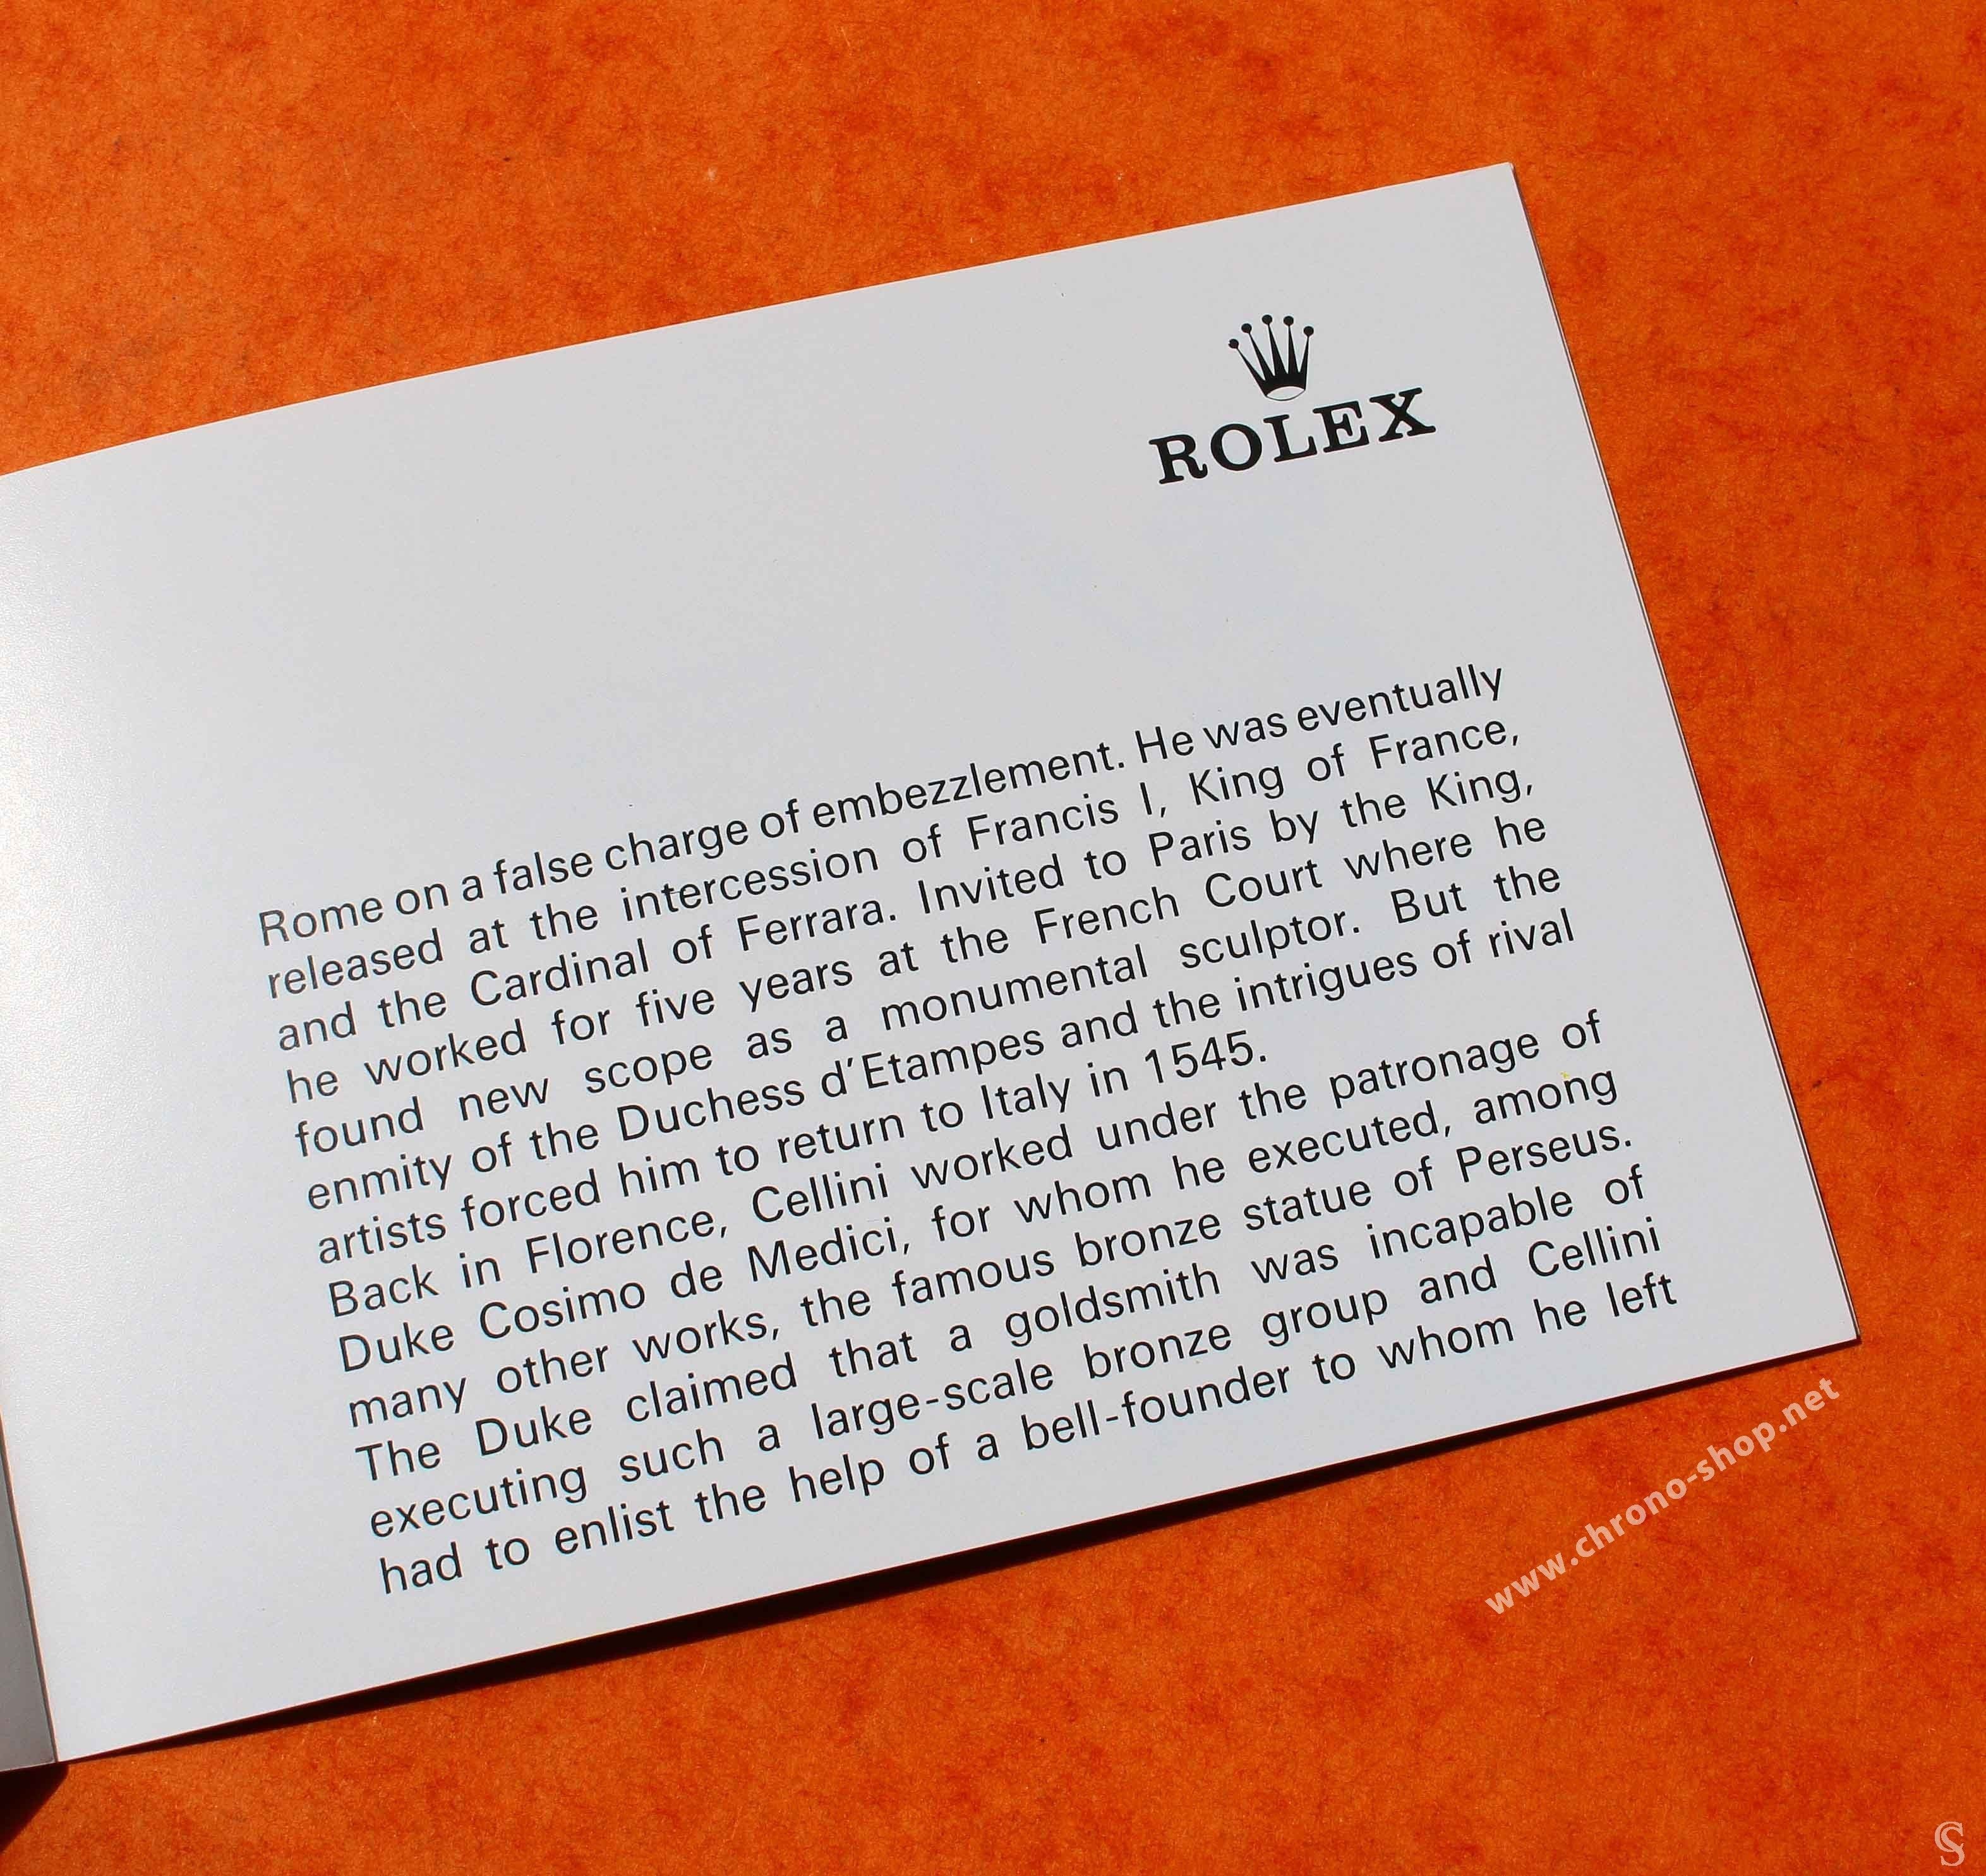 ROLEX
Rome on a false charge of embezzlement. He was eventually
released at the intercession of Francis I, King of France,
and the Cardinal of Ferrara. Invited to Paris by the King,
he worked for five years at the French Court where he
found new scope as a monumental sculptor. But the
enmity of the Duchess d'Etampes and the intrigues of rival
artists forced him to return to Italy in 1545.
Back in Florence, Cellini worked under the patronage of
Duke Cosimo de Medici, for whom he executed, among
many other works, the famous bronze statue of Perseus.
The Duke claimed that a goldsmith was incapable of
executing such a large-scale bronze group and Cellini
had to enlist the help of a bell-founder to whom he left
www.chrono-shop.net